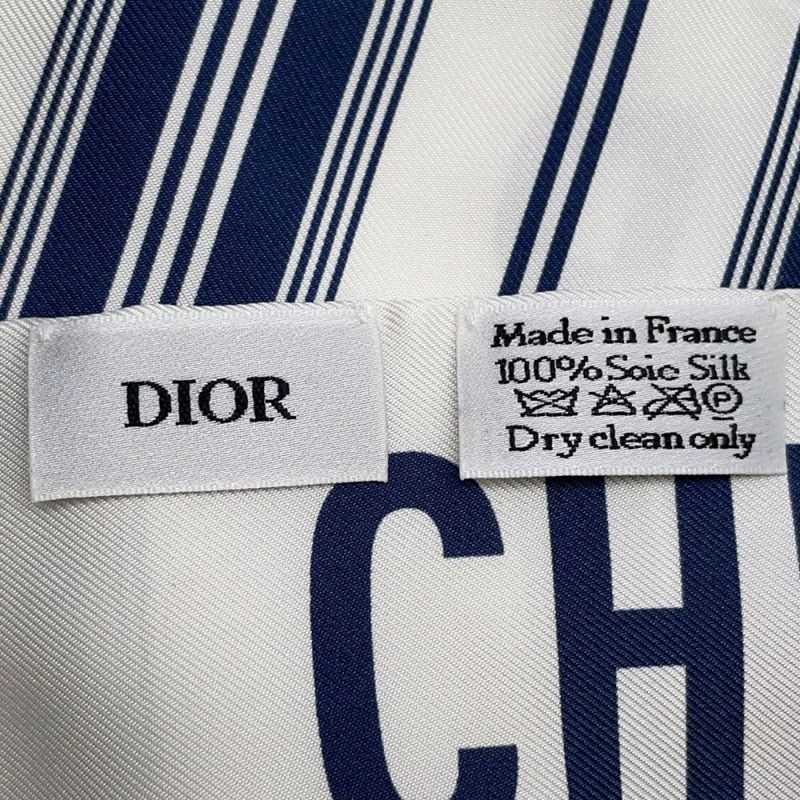 DIOR
Made in France
100% Soie Silk
P
Dry clean only
CH